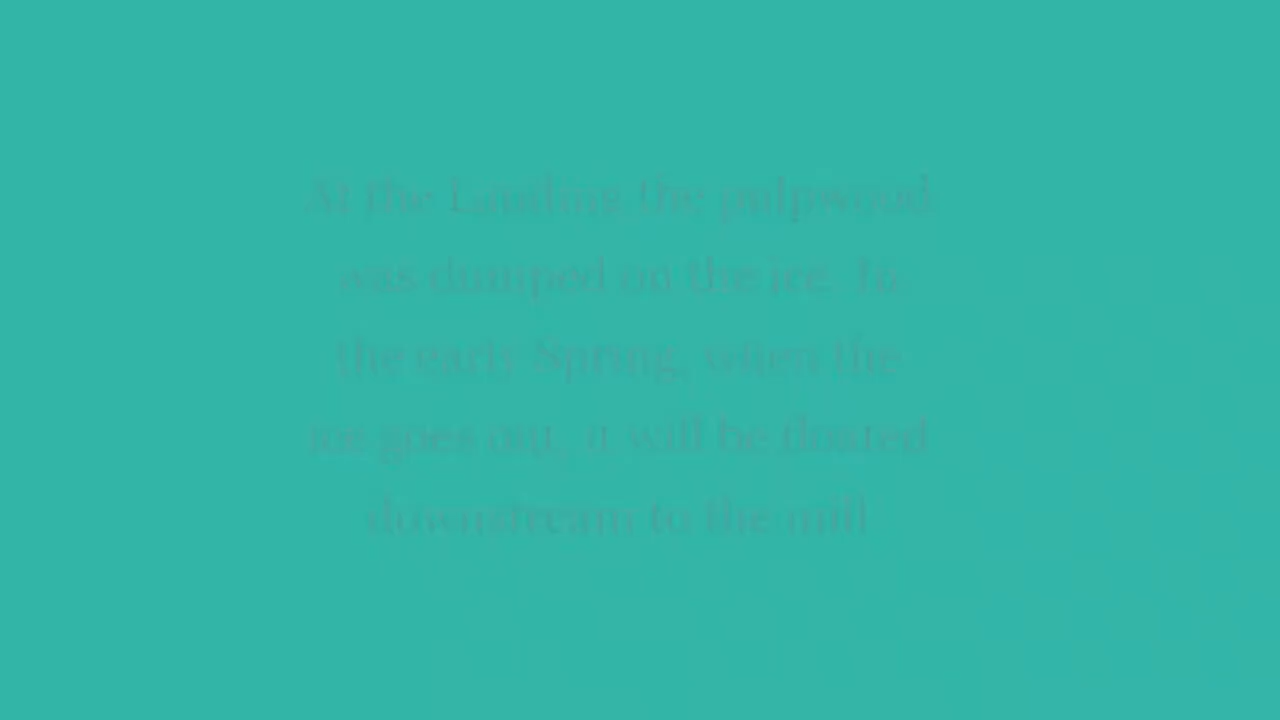 At the Landing the pulpwood
was dumped on the ice. In
the early Spring, when the
ice goes out, it will be floated
downstream to the mill.